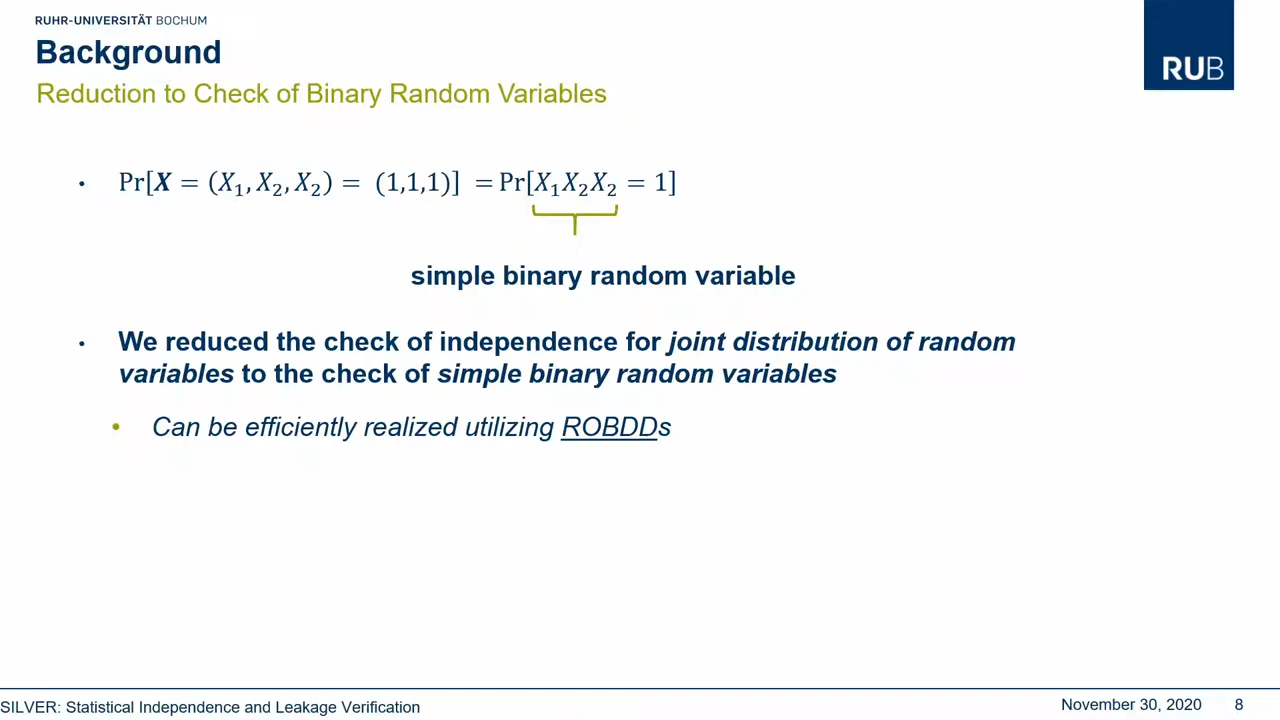 RUHR-UNIVERSITÄT BOCHUM
Background
RUB
Reduction to Check of Binary Random Variables
• Pr[X = (X₁, X₂, X₂) = (1,1,1)] = Pr[X₁X₂X₂ = 1]
simple binary random variable
• We reduced the check of independence for joint distribution of random
variables to the check of simple binary random variables
• Can be efficiently realized utilizing ROBDDs
SILVER: Statistical Independence and Leakage Verification
November 30, 2020 8